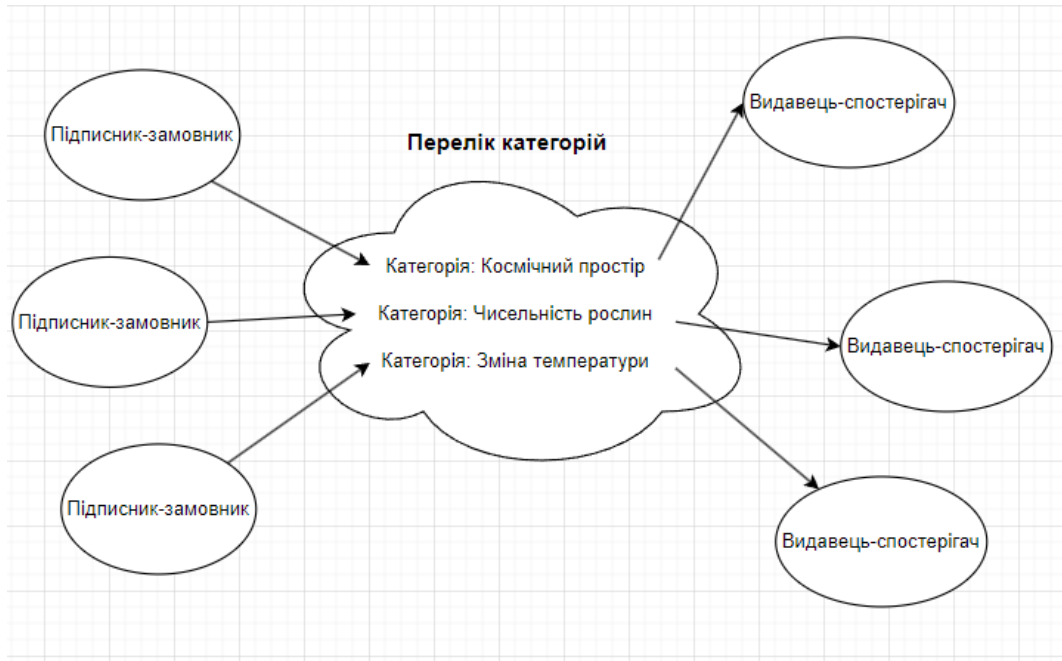 Підписник-замовник
Підписник-замовник
Підписник-замовник
Перелік категорій
Категорія: Космічний простір
Категорія: Чисельність рослин
Категорія: Зміна температури
Видавець-спостерігач
Видавець-спостерігач
Видавець-спостерігач